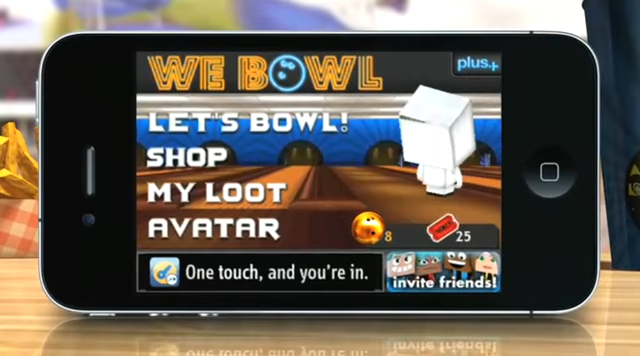 WE BOWL
plus+
LET'S BOWL!
SHOP
MY LOOT
AVATAR
8
25
One touch, and you're in.
invite friends!